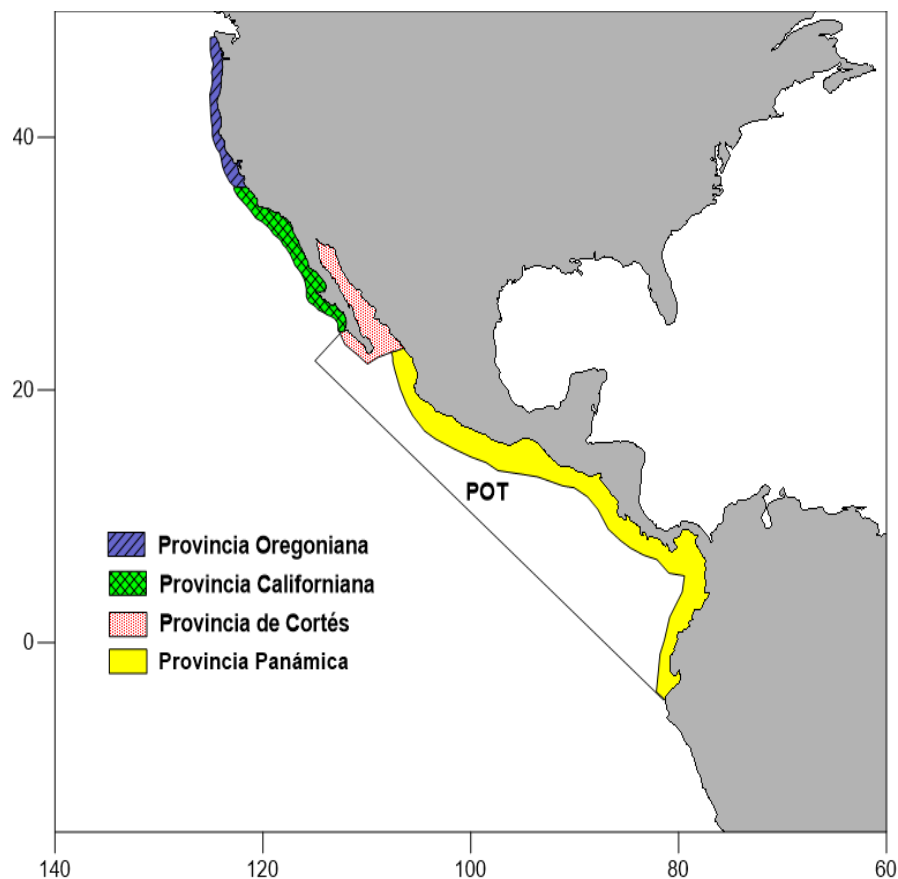 40
20
0
POT
Provincia Oregoniana
Provincia Californiana
Provincia de Cortés
Provincia Panámica
140 120 100 80 60